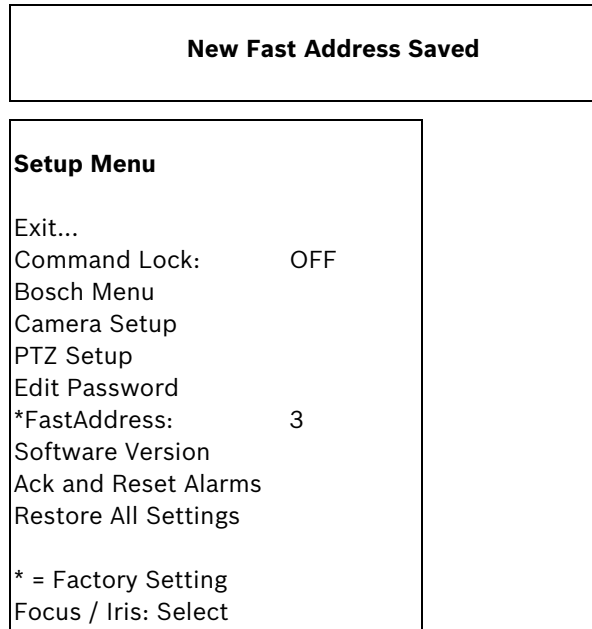 New Fast Address Saved
Setup Menu
Exit...
Command Lock: OFF
Bosch Menu
Camera Setup
PTZ Setup
Edit Password
*FastAddress: 3
Software Version
Ack and Reset Alarms
Restore All Settings
* = Factory Setting
Focus / Iris: Select